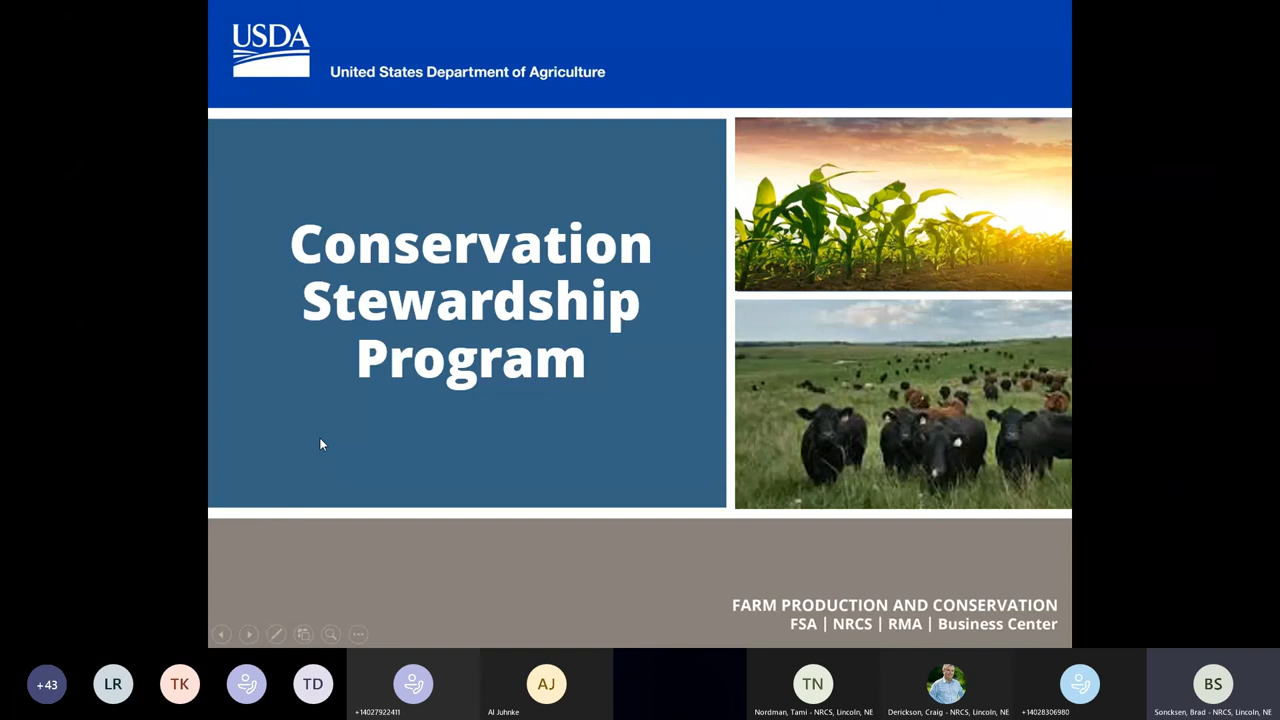 USDA
United States Department of Agriculture
Conservation
Stewardship
Program
FARM PRODUCTION AND CONSERVATION
FSA | NRCS | RMA | Business Center
+43
LR
TK
TD
+14027922411
AJ
Al Juhnke
TN
Nordman, Tami - NRCS, Lincoln, NE
Derickson, Craig - NRCS, Lincoln, NE
+14028306980
BS
Soncksen, Brad - NRCS, Lincoln, NE